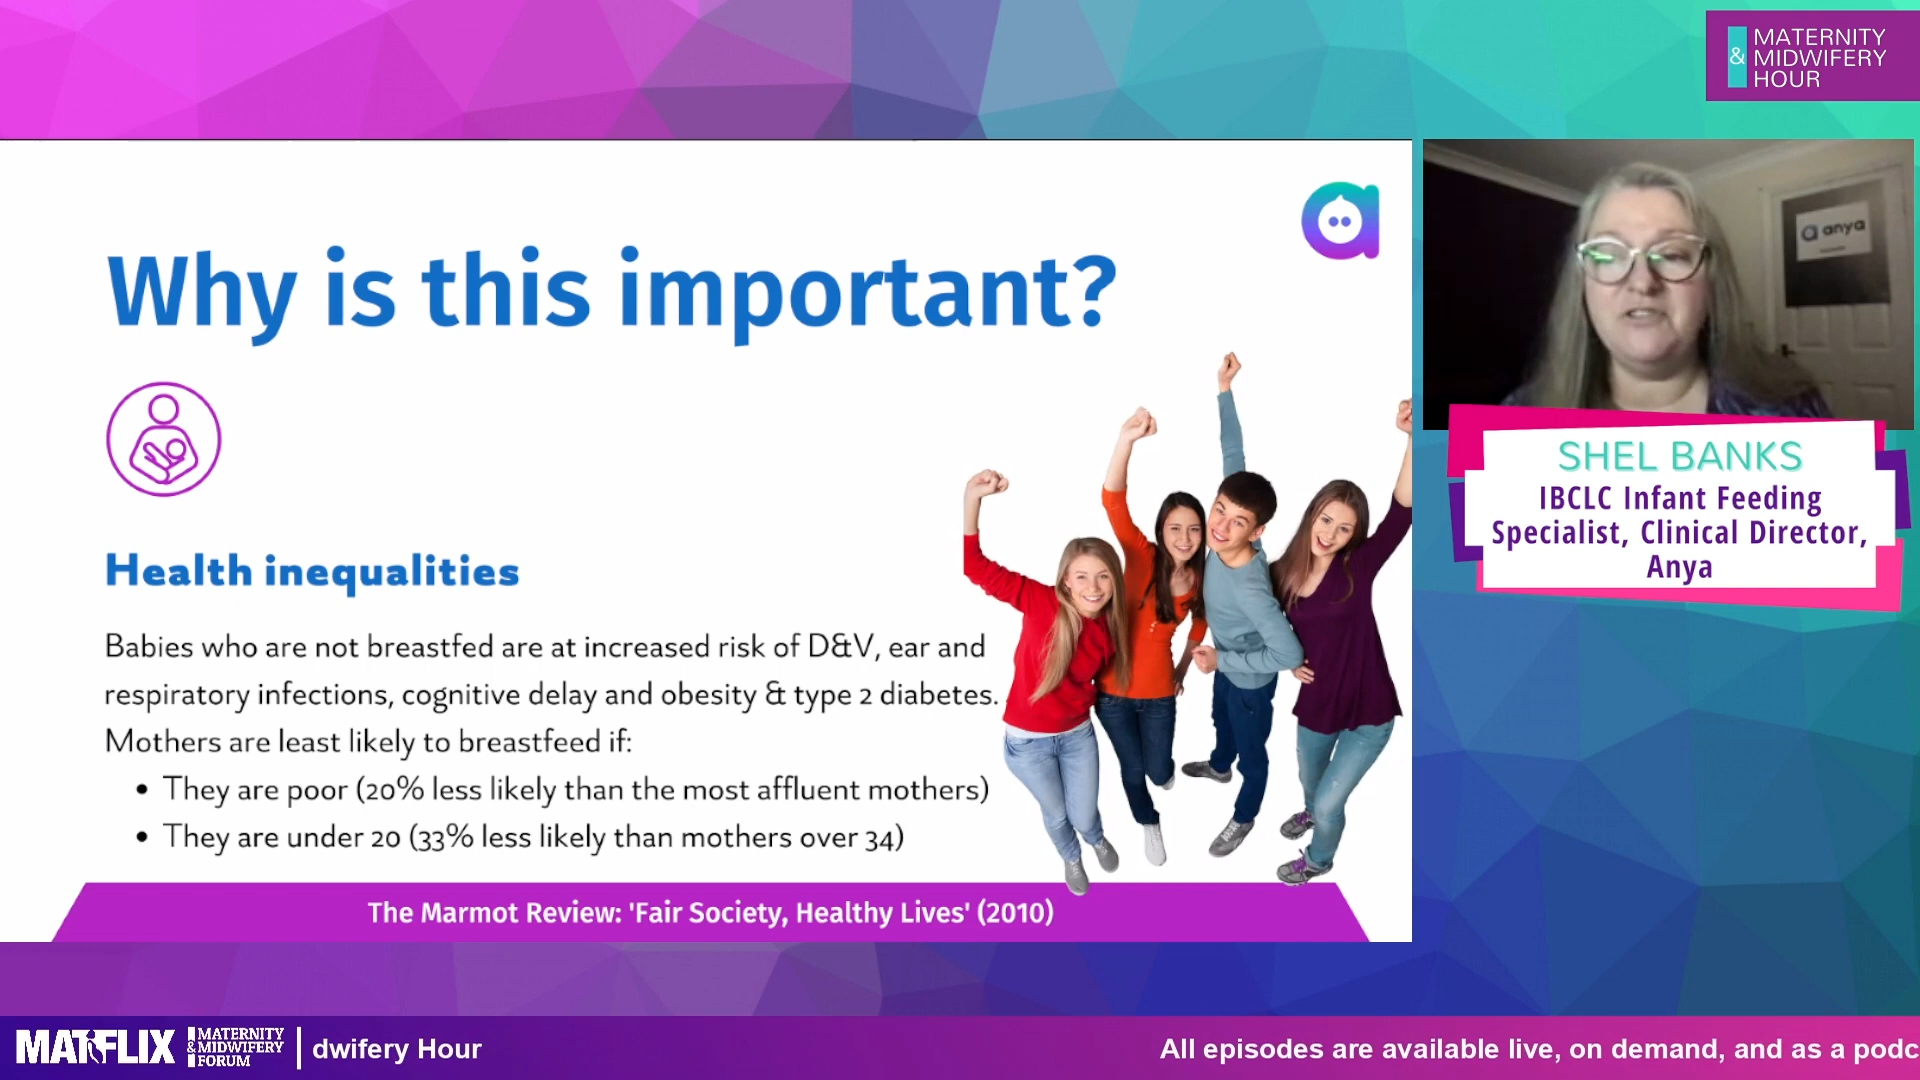 MATERNITY
& MIDWIFERY
HOUR
Why is this important?
Health inequalities
Babies who are not breastfed are at increased risk of D&V, ear and
respiratory infections, cognitive delay and obesity & type 2 diabetes.
Mothers are least likely to breastfeed if:
• They are poor (20% less likely than the most affluent mothers)
• They are under 20 (33% less likely than mothers over 34)
The Marmot Review: 'Fair Society, Healthy Lives' (2010)
anya
SHEL BANKS
IBCLC Infant Feeding
Specialist, Clinical Director,
Anya
MATFLIX
MATERNITY
& MIDWIFERY
FORUM
dwifery Hour
All episodes are available live, on demand, and as a podc